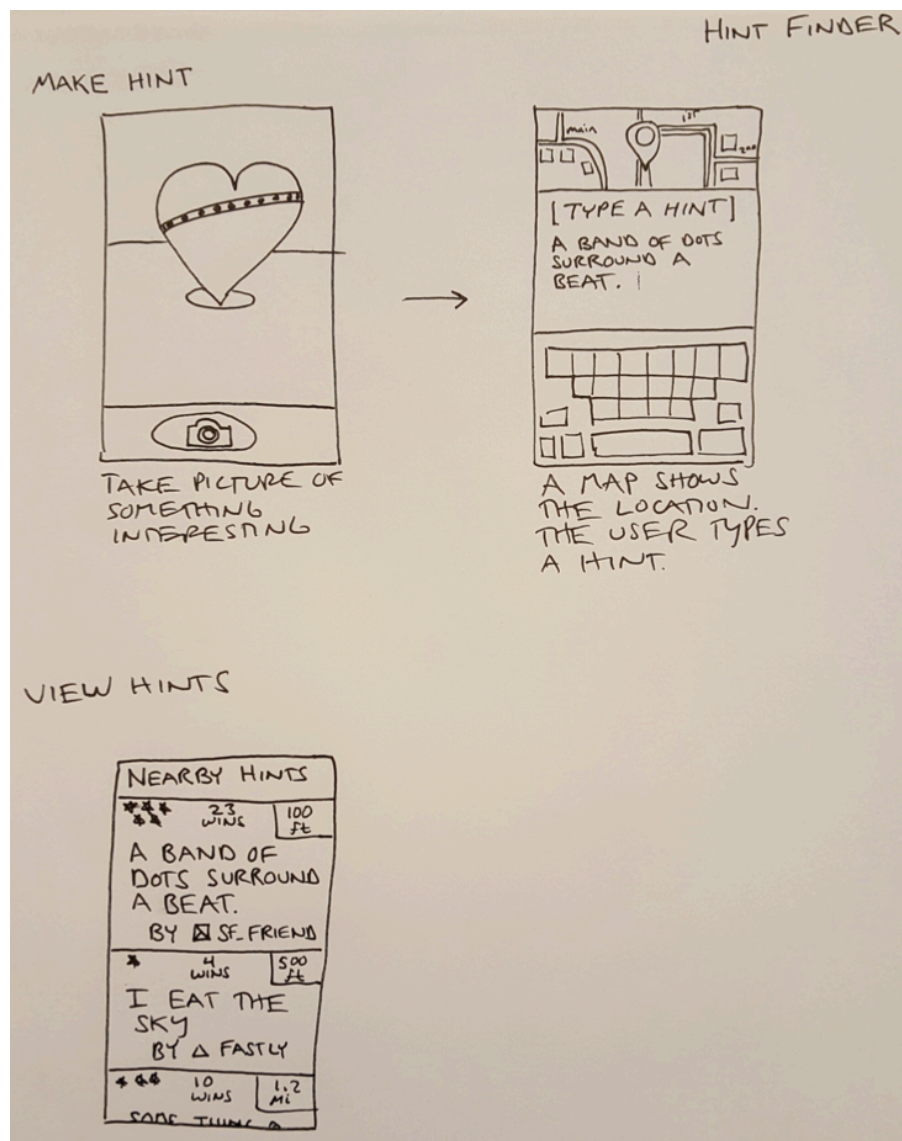 HINT FINDER
MAKE HINT
main
1ST
2ND
[TYPE A HINT]
A BAND OF DOTS
SURROUND A
BEAT.
TAKE PICTURE OF
SOMETHING
INTERESTING
A MAP SHOWS
THE LOCATION.
THE USER TYPES
A HINT.
VIEW HINTS
NEARBY HINTS
23
WINS
100
ft
A BAND OF
DOTS SURROUND
A BEAT.
BY SF_FRIEND
4
WINS
500
ft
I EAT THE
SKY
BY FASTLY
10
WINS
1.2
Mi